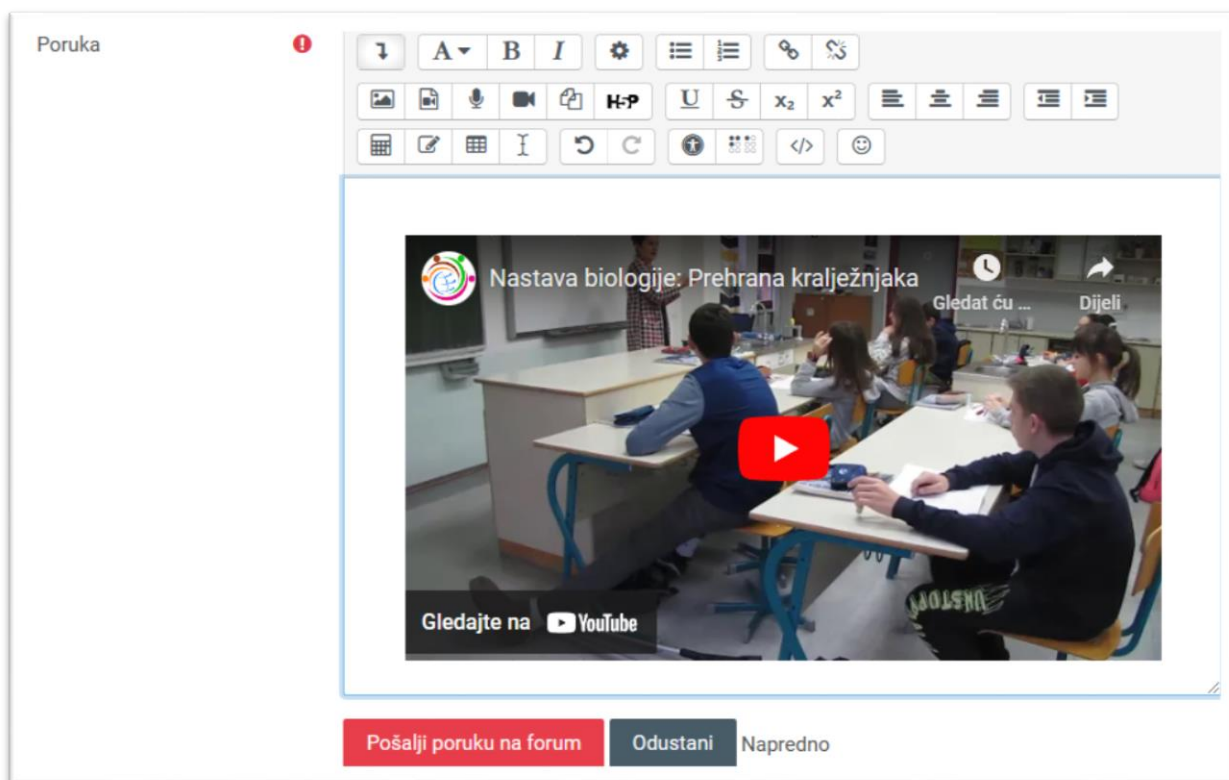 Poruka
A B I
H-P U S x₂ x²
</>
Nastava biologije: Prehrana kralježnjaka
Gledat ću ... Dijeli
UNSTOPP
Gledajte na YouTube
Pošalji poruku na forum Odustani Napredno